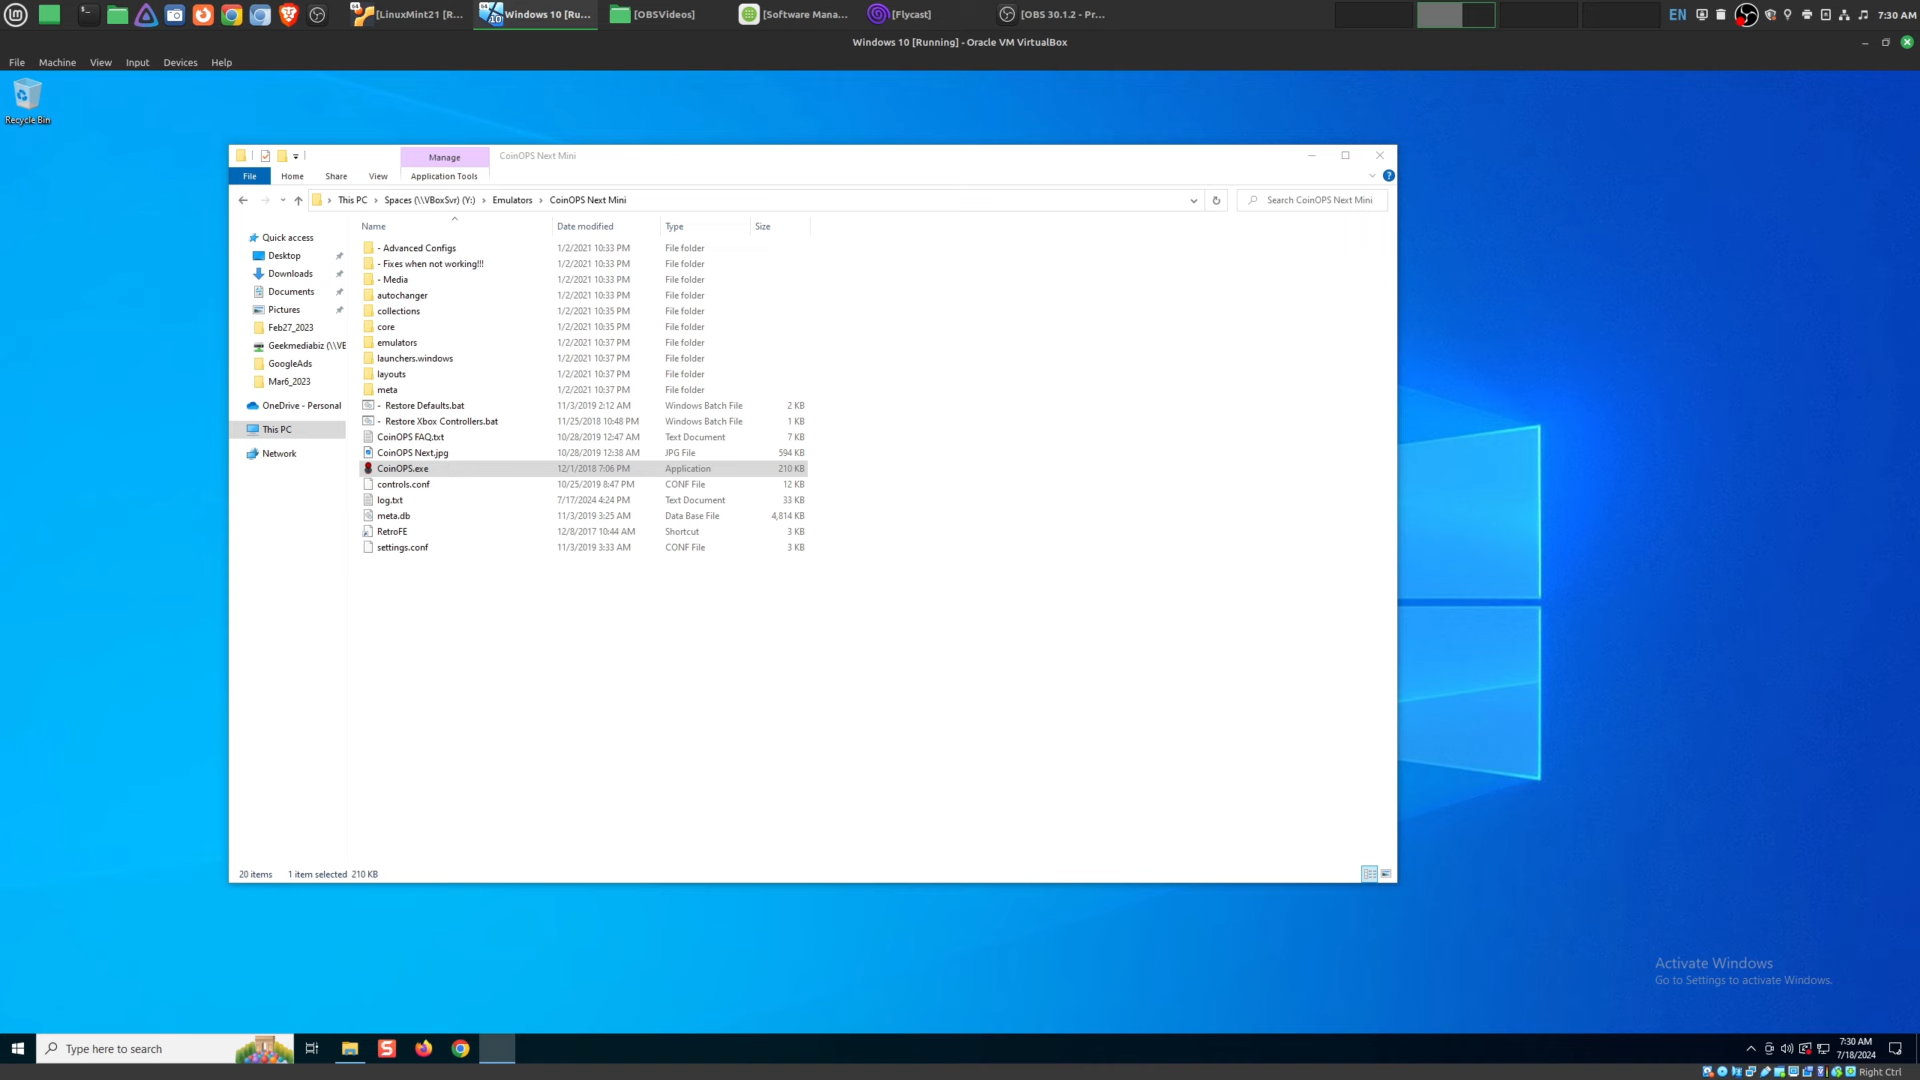 [LinuxMint21 [R...
Windows 10 [Ru...
[OBSVideos]
[Software Mana...
[Flycast]
[OBS 30.1.2 - Pr...
EN
7:30 AM
Windows 10 [Running] - Oracle VM VirtualBox
File Machine View Input Devices Help
Recycle Bin
Manage
CoinOPS Next Mini
File Home Share View Application Tools
This PC > Spaces (\\VBoxSvr) (Y:) > Emulators > CoinOPS Next Mini
Search CoinOPS Next Mini
Name Date modified Type Size
Quick access
Desktop
Downloads
Documents
Pictures
Feb27_2023
Geekmediabiz (\\VE
GoogleAds
Mar6_2023
OneDrive - Personal
This PC
Network
- Advanced Configs 1/2/2021 10:33 PM File folder
- Fixes when not working!!! 1/2/2021 10:33 PM File folder
- Media 1/2/2021 10:33 PM File folder
autochanger 1/2/2021 10:33 PM File folder
collections 1/2/2021 10:35 PM File folder
core 1/2/2021 10:35 PM File folder
emulators 1/2/2021 10:37 PM File folder
launchers.windows 1/2/2021 10:37 PM File folder
layouts 1/2/2021 10:37 PM File folder
meta 1/2/2021 10:37 PM File folder
- Restore Defaults.bat 11/3/2019 2:12 AM Windows Batch File 2 KB
- Restore Xbox Controllers.bat 11/25/2018 10:48 PM Windows Batch File 1 KB
CoinOPS FAQ.txt 10/28/2019 12:47 AM Text Document 7 KB
CoinOPS Next.jpg 10/28/2019 12:38 AM JPG File 594 KB
CoinOPS.exe 12/1/2018 7:06 PM Application 210 KB
controls.conf 10/25/2019 8:47 PM CONF File 12 KB
log.txt 7/17/2024 4:24 PM Text Document 33 KB
meta.db 11/3/2019 3:25 AM Data Base File 4,814 KB
RetroFE 12/8/2017 10:44 AM Shortcut 3 KB
settings.conf 11/3/2019 3:33 AM CONF File 3 KB
20 items 1 item selected 210 KB
Activate Windows
Go to Settings to activate Windows.
Type here to search
7:30 AM
7/18/2024
Right Ctrl